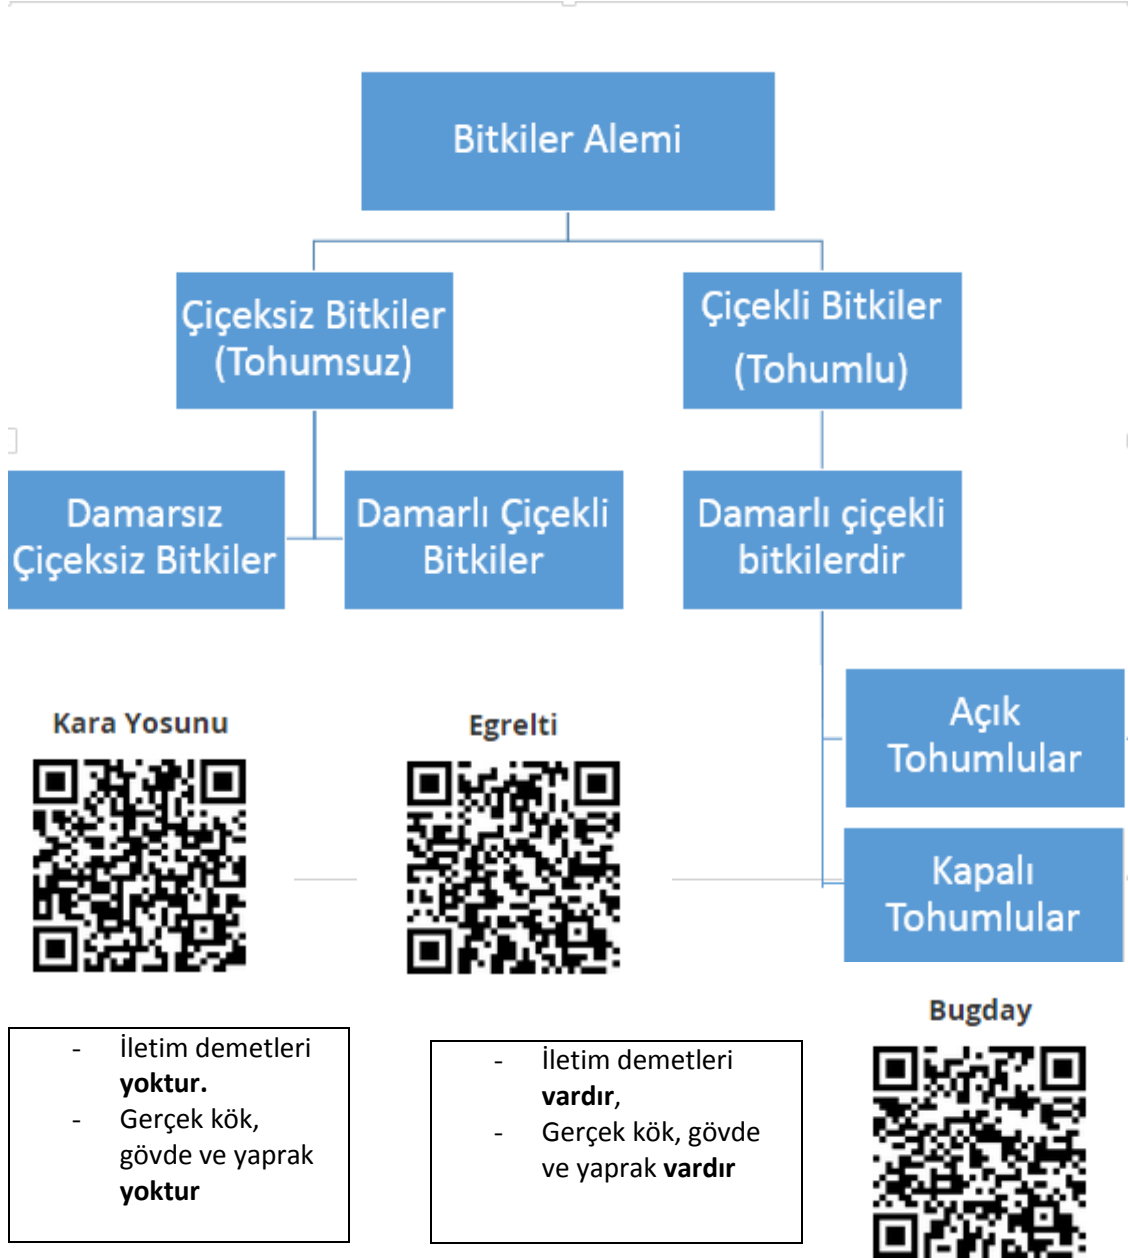 Bitkiler Alemi
Çiçeksiz Bitkiler
(Tohumsuz)
Çiçekli Bitkiler
(Tohumlu)
Damarsız
Çiçeksiz Bitkiler
Damarlı Çiçekli
Bitkiler
Damarlı çiçekli
bitkilerdir
Açık
Tohumlular
Kapalı
Tohumlular
Kara Yosunu
Egrelti
Bugday
- İletim demetleri
yoktur.
- Gerçek kök,
gövde ve yaprak
yoktur
- İletim demetleri
vardır,
- Gerçek kök, gövde
ve yaprak vardır